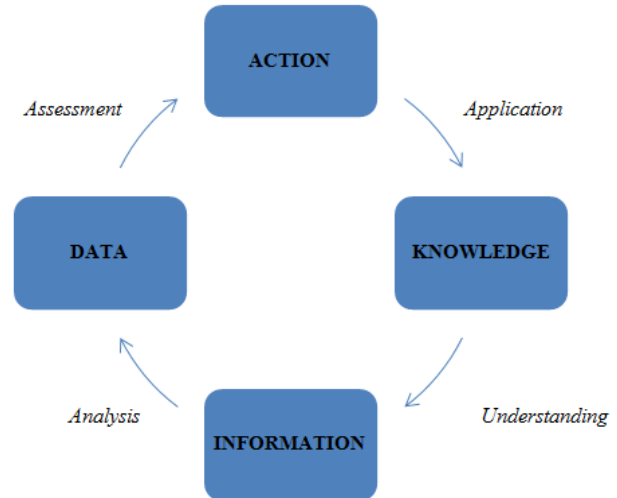 ACTION
Assessment
Application
DATA
KNOWLEDGE
Analysis
Understanding
INFORMATION